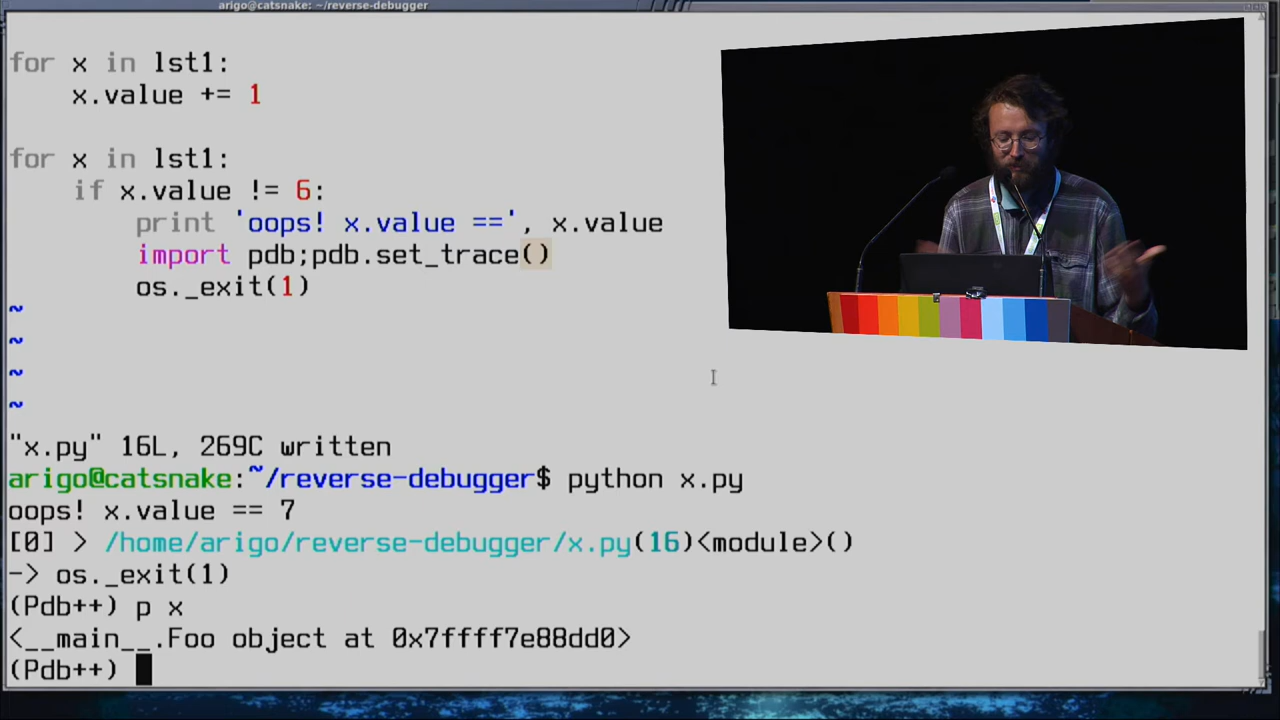 arigo@catsnake: ~/reverse-debugger
for x in lst1:
    x.value += 1
for x in lst1:
    if x.value != 6:
        print 'oops! x.value ==', x.value
        import pdb;pdb.set_trace()
        os._exit(1)
~
~
~
~
"x.py" 16L, 269C written
arigo@catsnake:~/reverse-debugger$ python x.py
oops! x.value == 7
[0] > /home/arigo/reverse-debugger/x.py(16)<module>()
-> os._exit(1)
(Pdb++) p x
<__main__.Foo object at 0x7ffff7e88dd0>
(Pdb++)